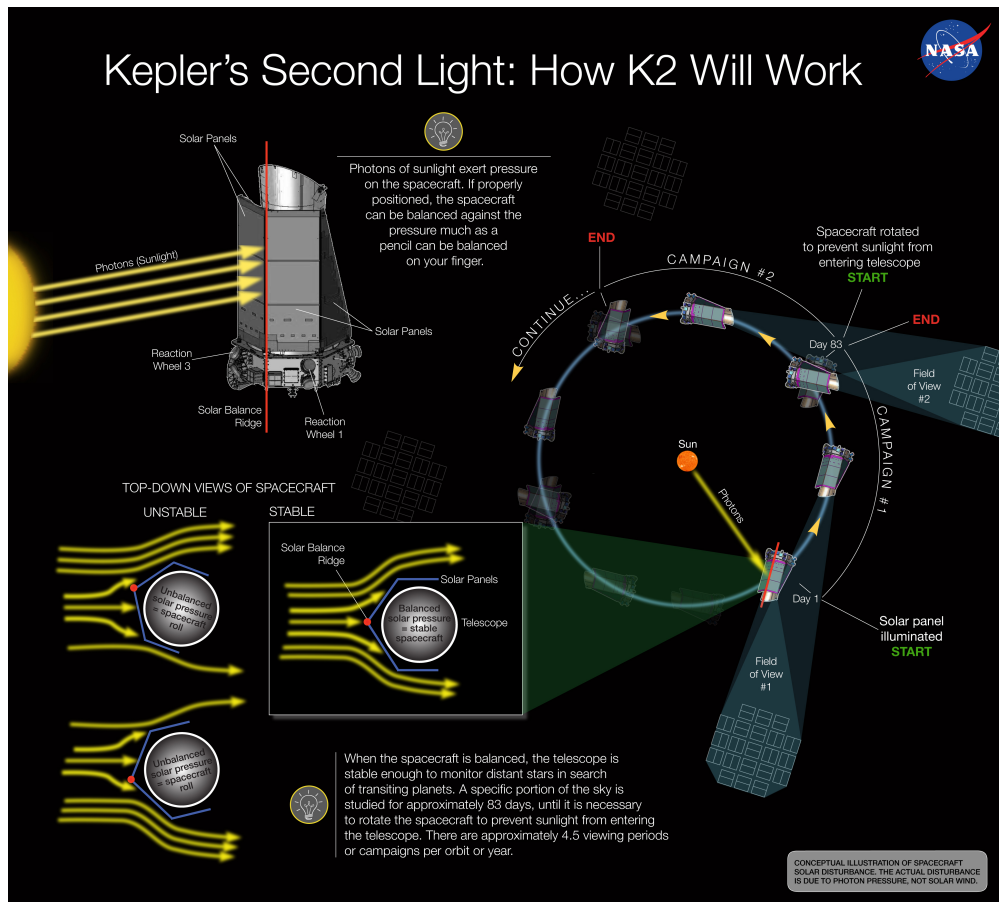 NASA
Kepler's Second Light: How K2 Will Work
Solar Panels
Photons of sunlight exert pressure
on the spacecraft. If properly
positioned, the spacecraft
can be balanced against the
pressure much as a
pencil can be balanced
on your finger.
Photons (Sunlight)
Solar Panels
Reaction
Wheel 3
Solar Balance
Ridge
Reaction
Wheel 1
Spacecraft rotated
to prevent sunlight from
entering telescope
START
END
CAMPAIGN #2
CONTINUE...
END
Day 83
Field
of View
#2
CAMPAIGN #1
Sun
Photons
Day 1
Solar panel
illuminated
START
Field
of View
#1
TOP-DOWN VIEWS OF SPACECRAFT
UNSTABLE
STABLE
Unbalanced
solar pressure
= spacecraft
roll
Solar Balance
Ridge
Solar Panels
Balanced
solar pressure
= stable
spacecraft
Telescope
Unbalanced
solar pressure
= spacecraft
roll
When the spacecraft is balanced, the telescope is
stable enough to monitor distant stars in search
of transiting planets. A specific portion of the sky is
studied for approximately 83 days, until it is necessary
to rotate the spacecraft to prevent sunlight from entering
the telescope. There are approximately 4.5 viewing periods
or campaigns per orbit or year.
CONCEPTUAL ILLUSTRATION OF SPACECRAFT
SOLAR DISTURBANCE. THE ACTUAL DISTURBANCE
IS DUE TO PHOTON PRESSURE, NOT SOLAR WIND.